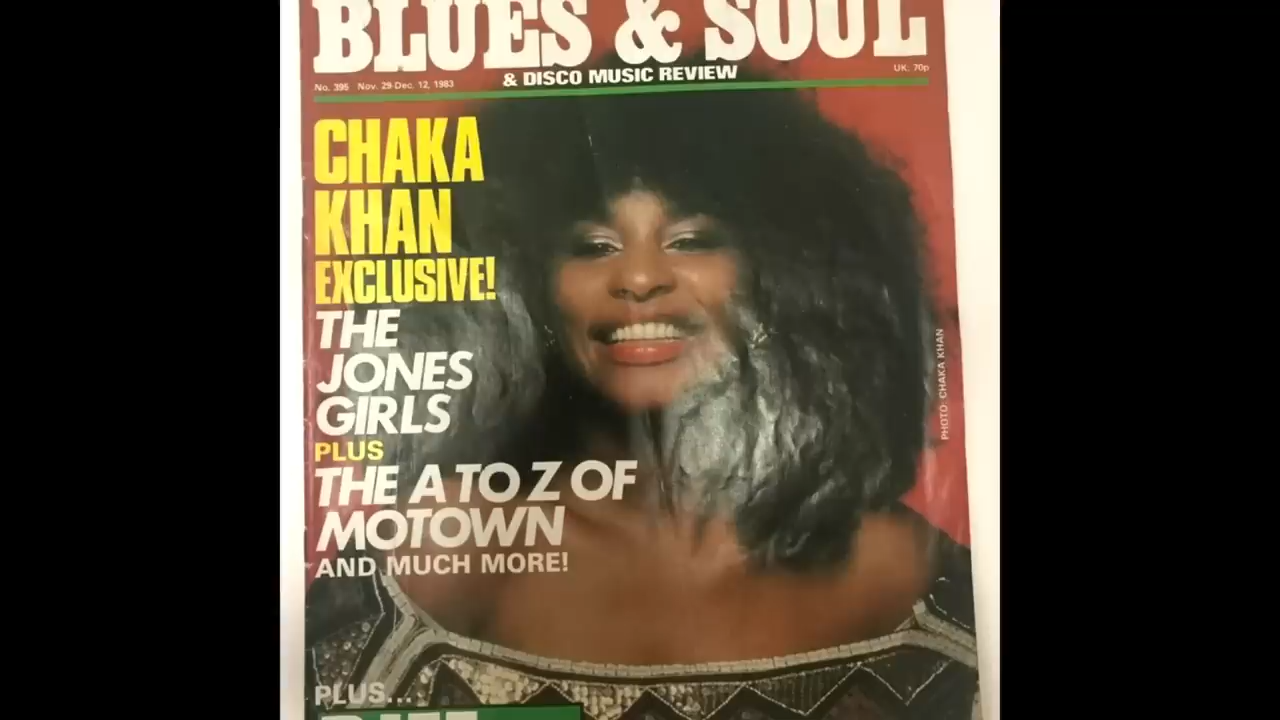 BLUES & SOUL
& DISCO MUSIC REVIEW
UK: 70p
No. 395 Nov. 29-Dec. 12, 1983
CHAKA
KHAN
EXCLUSIVE!
THE
JONES
GIRLS
PLUS
THE A TO Z OF
MOTOWN
AND MUCH MORE!
PHOTO: CHAKA KHAN
PLUS...